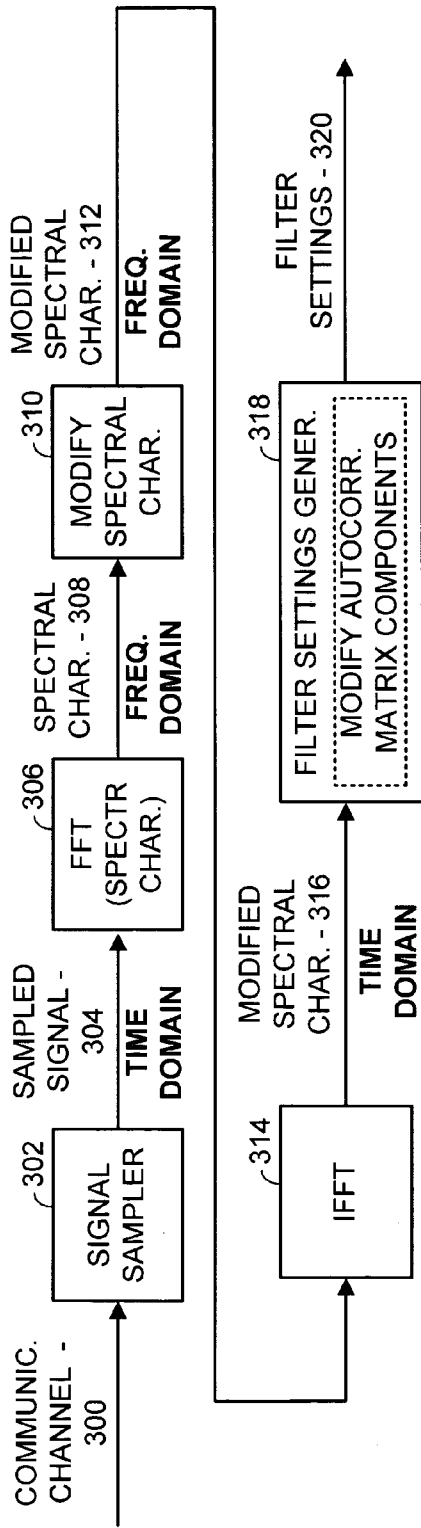 COMMUNIC.
CHANNEL -
300
302
SIGNAL
SAMPLER
SAMPLED
SIGNAL -
304
TIME
DOMAIN
306
FFT
(SPECTR
CHAR.)
SPECTRAL
CHAR. - 308
FREQ.
DOMAIN
310
MODIFY
SPECTRAL
CHAR.
MODIFIED
SPECTRAL
CHAR. - 312
FREQ.
DOMAIN
314
IFFT
MODIFIED
SPECTRAL
CHAR. - 316
TIME
DOMAIN
318
FILTER SETTINGS GENER.
MODIFY AUTOCORR.
MATRIX COMPONENTS
FILTER
SETTINGS - 320